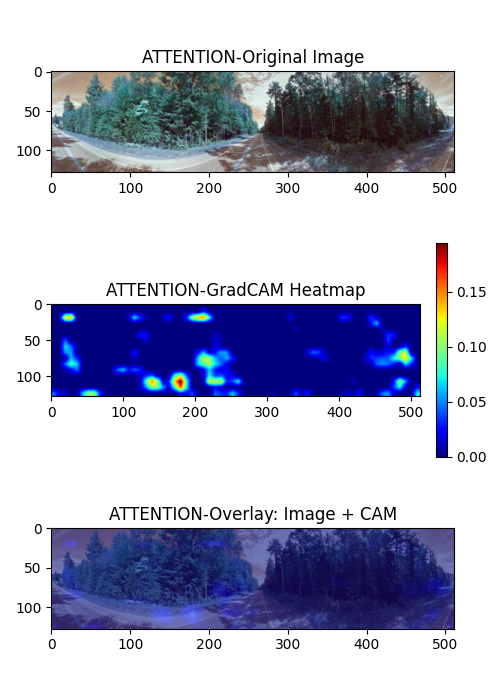 ATTENTION-Original Image
0
50
100
0 100 200 300 400 500
ATTENTION-GradCAM Heatmap
0
50
100
0 100 200 300 400 500
0.15
0.10
0.05
0.00
ATTENTION-Overlay: Image + CAM
0
50
100
0 100 200 300 400 500